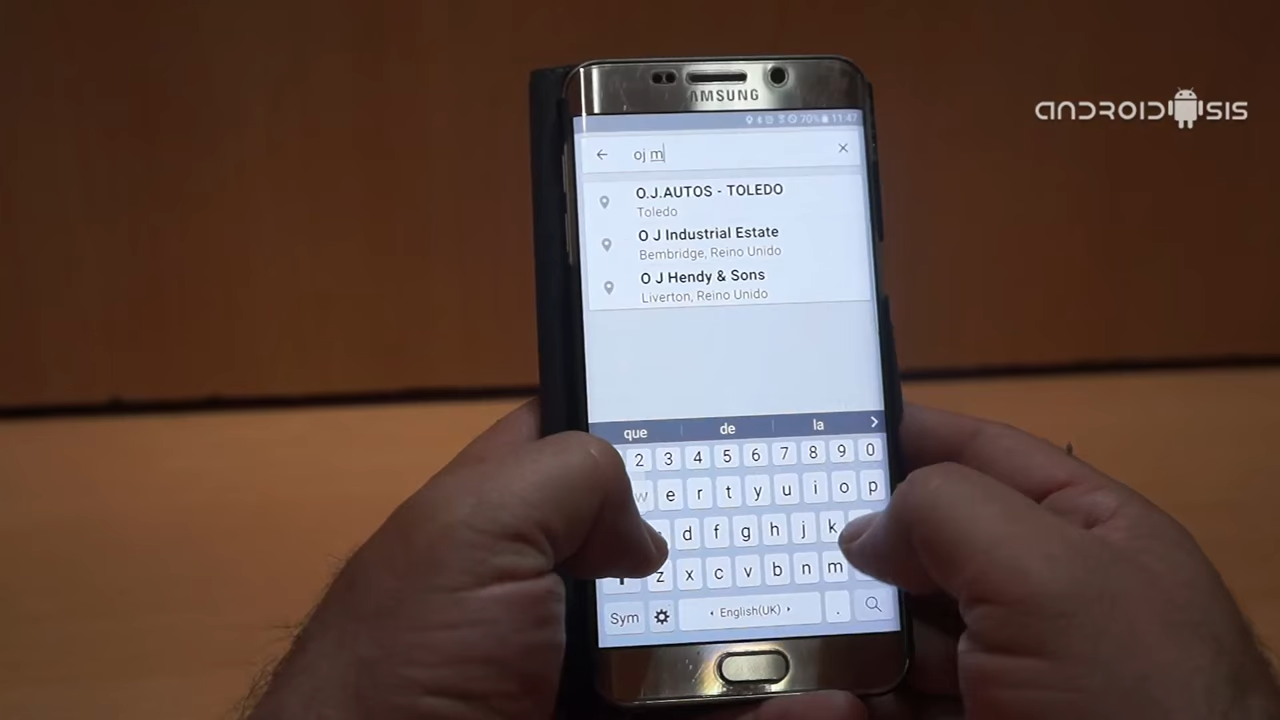 ANDROIDSIS
SAMSUNG
70% 11:47
oj m
O.J.AUTOS - TOLEDO
Toledo
O J Industrial Estate
Bembridge, Reino Unido
O J Hendy & Sons
Liverton, Reino Unido
que de la
2 3 4 5 6 7 8 9 0
w e r t y u i o p
d f g h j k
z x c v b n m
Sym English(UK) .